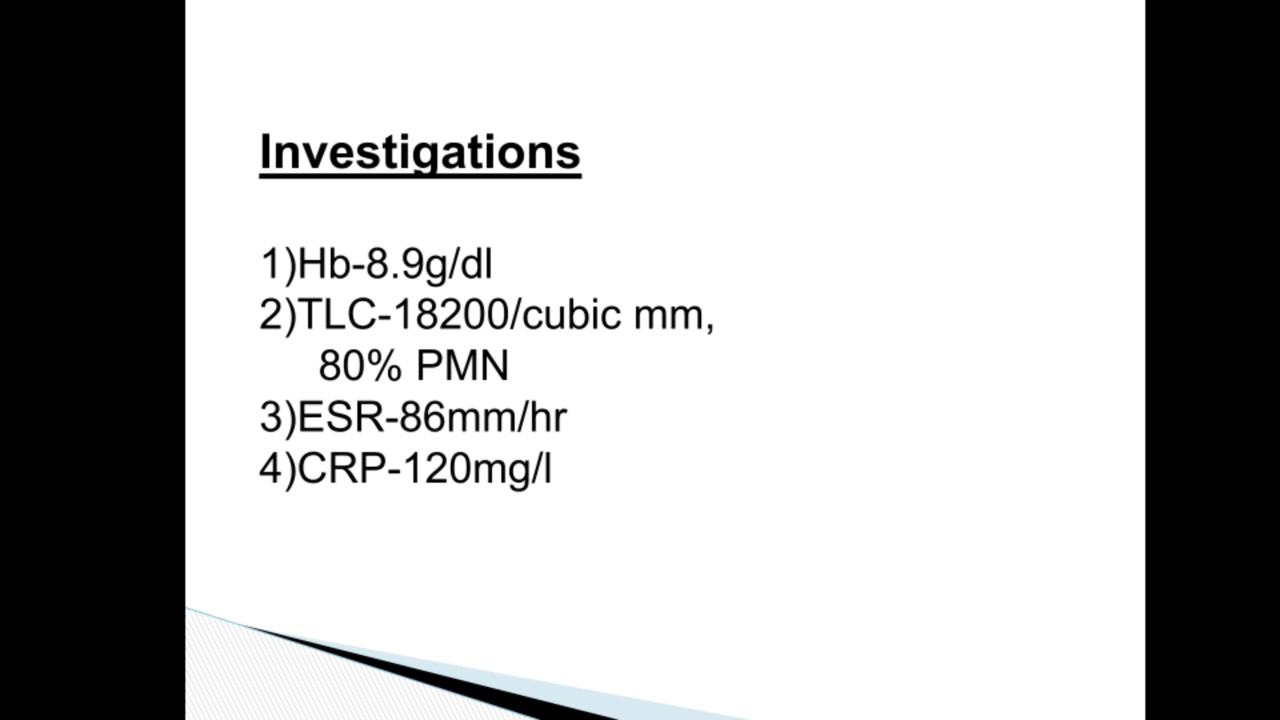 Investigations
1)Hb-8.9g/dl
2)TLC-18200/cubic mm,
80% PMN
3)ESR-86mm/hr
4)CRP-120mg/l